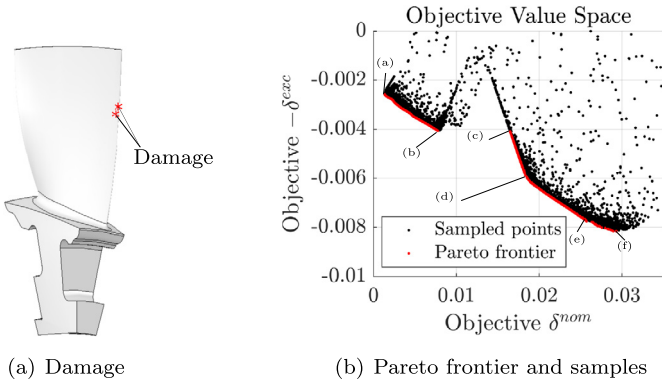 Damage
(a) Damage
Objective Value Space
Objective −δ^{exc}
0
-0.002
-0.004
-0.006
-0.008
-0.01
(a)
(b)
(c)
(d)
(e)
(f)
Sampled points
Pareto frontier
0
0.01
0.02
0.03
Objective δ^{nom}
(b) Pareto frontier and samples